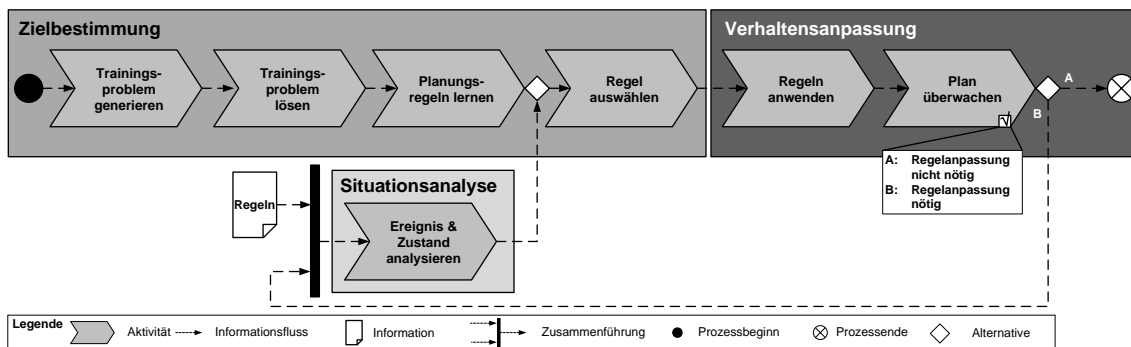 Zielbestimmung
Verhaltensanpassung
Trainings-
problem
generieren
Trainings-
problem
lösen
Planungs-
regeln lernen
Regel
auswählen
Regeln
anwenden
Plan
überwachen
A
B
A: Regelanpassung
nicht nötig
B: Regelanpassung
nötig
Regeln
Situationsanalyse
Ereignis &
Zustand
analysieren
Legende
Aktivität
Informationsfluss
Information
Zusammenführung
Prozessbeginn
Prozessende
Alternative